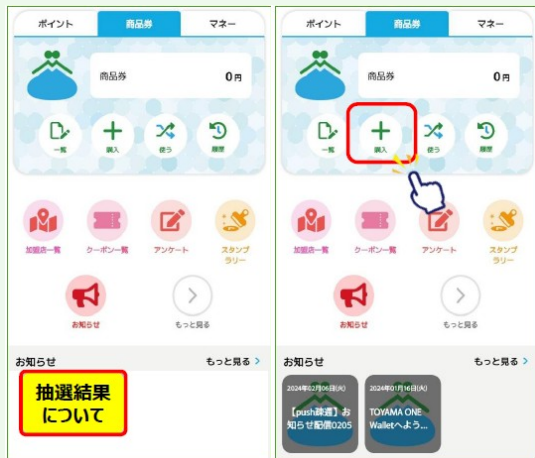 ポイント
商品券
マネー
商品券
0円
一覧
購入
使う
履歴
加盟店一覧
クーポン一覧
アンケート
スタンプ
ラリー
お知らせ
もっと見る
お知らせ
もっと見る >
抽選結果
について
ポイント
商品券
マネー
商品券
0円
一覧
購入
使う
履歴
加盟店一覧
クーポン一覧
アンケート
スタンプ
ラリー
お知らせ
もっと見る
お知らせ
もっと見る >
2024年02月06日(火)
【push疎通】お
知らせ配信0205
2024年01月16日(火)
TOYAMA ONE
Walletへよう...